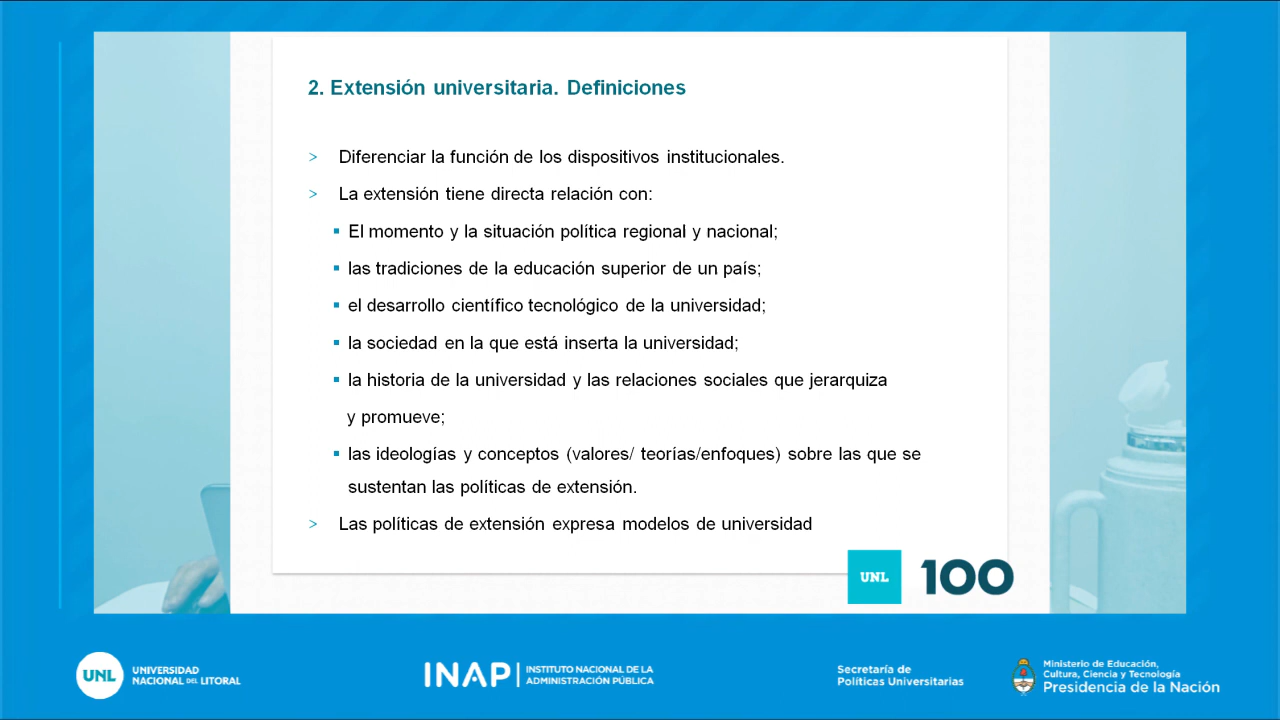 2. Extensión universitaria. Definiciones
> Diferenciar la función de los dispositivos institucionales.
> La extensión tiene directa relación con:
▪ El momento y la situación política regional y nacional;
▪ las tradiciones de la educación superior de un país;
▪ el desarrollo científico tecnológico de la universidad;
▪ la sociedad en la que está inserta la universidad;
▪ la historia de la universidad y las relaciones sociales que jerarquiza
y promueve;
▪ las ideologías y conceptos (valores/ teorías/enfoques) sobre las que se
sustentan las políticas de extensión.
> Las políticas de extensión expresa modelos de universidad
UNL 100
UNL
UNIVERSIDAD
NACIONAL DEL LITORAL
INAP
INSTITUTO NACIONAL DE LA
ADMINISTRACIÓN PÚBLICA
Secretaría de
Políticas Universitarias
Ministerio de Educación,
Cultura, Ciencia y Tecnología
Presidencia de la Nación